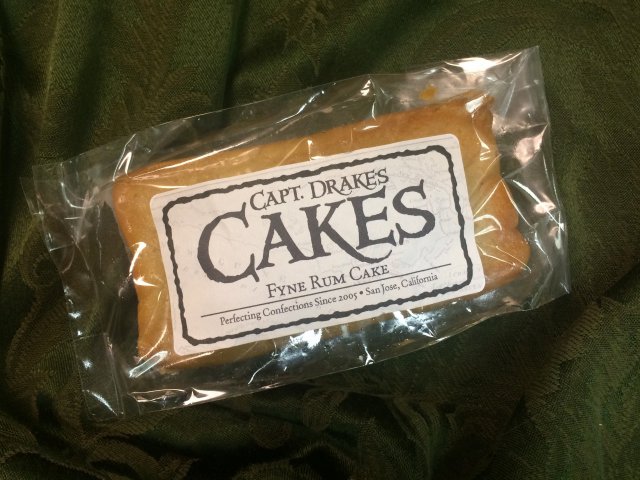 CAPT. DRAKE'S
CAKES
FYNE RUM CAKE
Perfecting Confections Since 2005 • San Jose, California